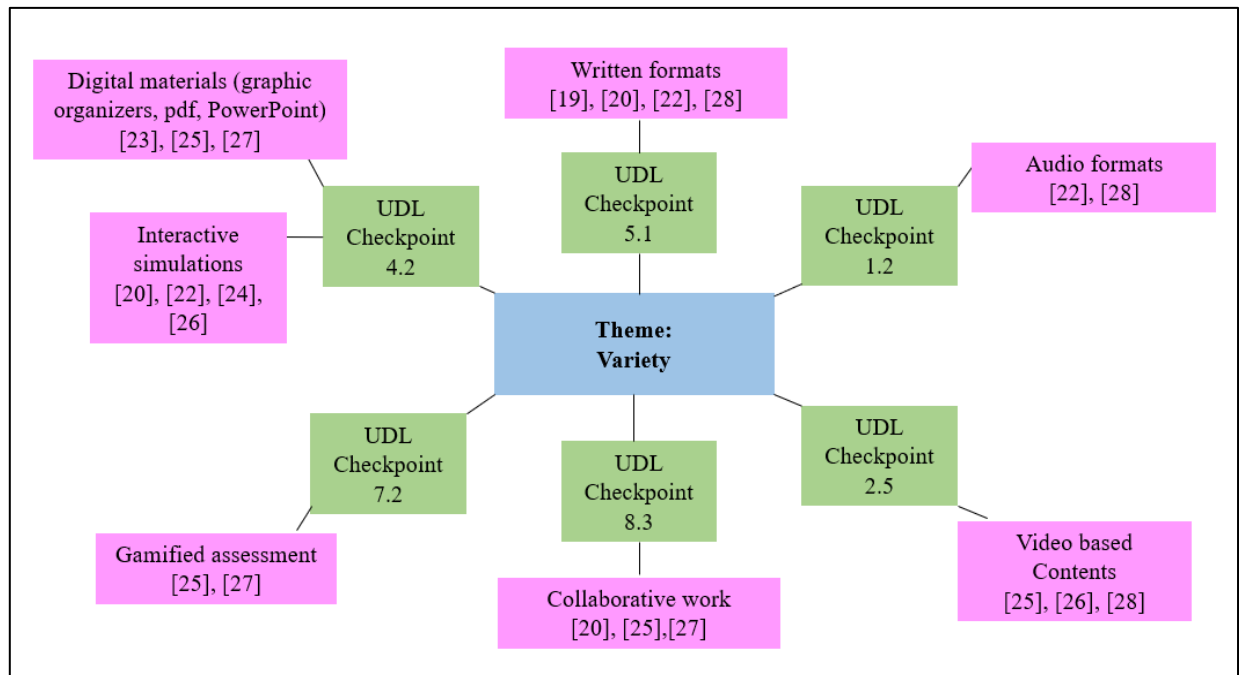 Digital materials (graphic
organizers, pdf, PowerPoint)
[23], [25], [27]
Written formats
[19], [20], [22], [28]
Audio formats
[22], [28]
UDL
Checkpoint
4.2
UDL
Checkpoint
5.1
UDL
Checkpoint
1.2
Interactive
simulations
[20], [22], [24],
[26]
Theme:
Variety
UDL
Checkpoint
7.2
UDL
Checkpoint
8.3
UDL
Checkpoint
2.5
Gamified assessment
[25], [27]
Collaborative work
[20], [25],[27]
Video based
Contents
[25], [26], [28]